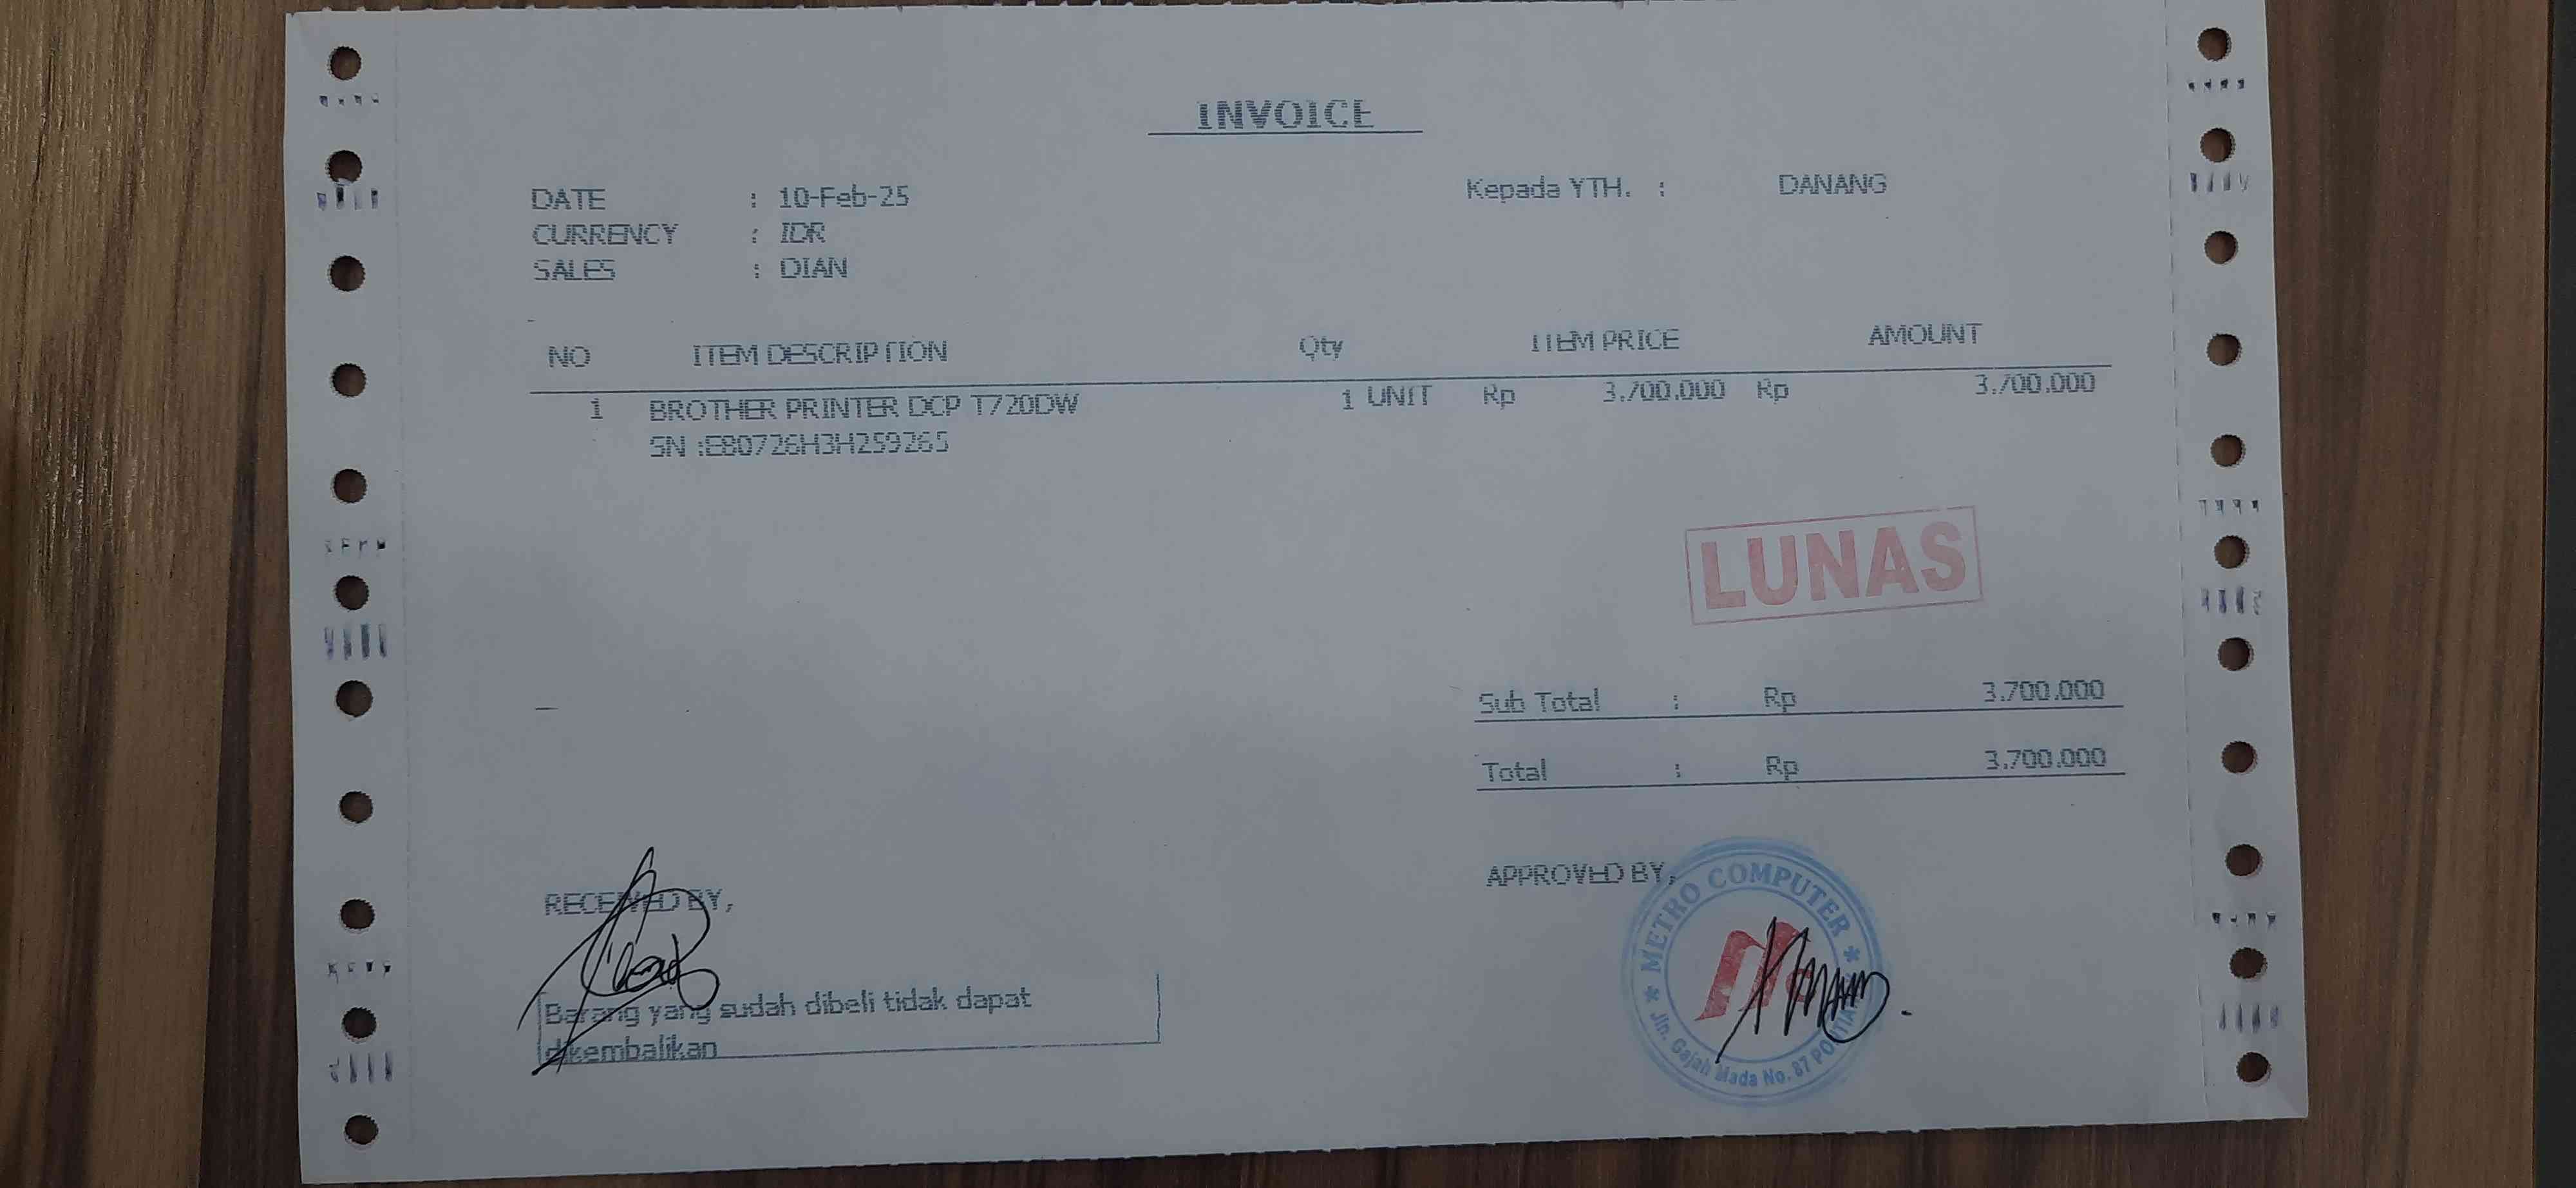 INVOICE
DATE : 10-Feb-25
Kepada YTH. : DANANG
CURRENCY : IDR
SALES : DIAN
NO ITEM DESCRIPTION Qty ITEM PRICE AMOUNT
1 BROTHER PRINTER DCP T720DW 1 UNIT Rp 3.700.000 Rp 3.700.000
SN :E80726H3H259265
LUNAS
Sub Total : Rp 3.700.000
Total : Rp 3.700.000
RECEIVED BY,
APPROVED BY,
METRO COMPUTER
Jln. Gajah Mada No. 87
Barang yang sudah dibeli tidak dapat
dikembalikan